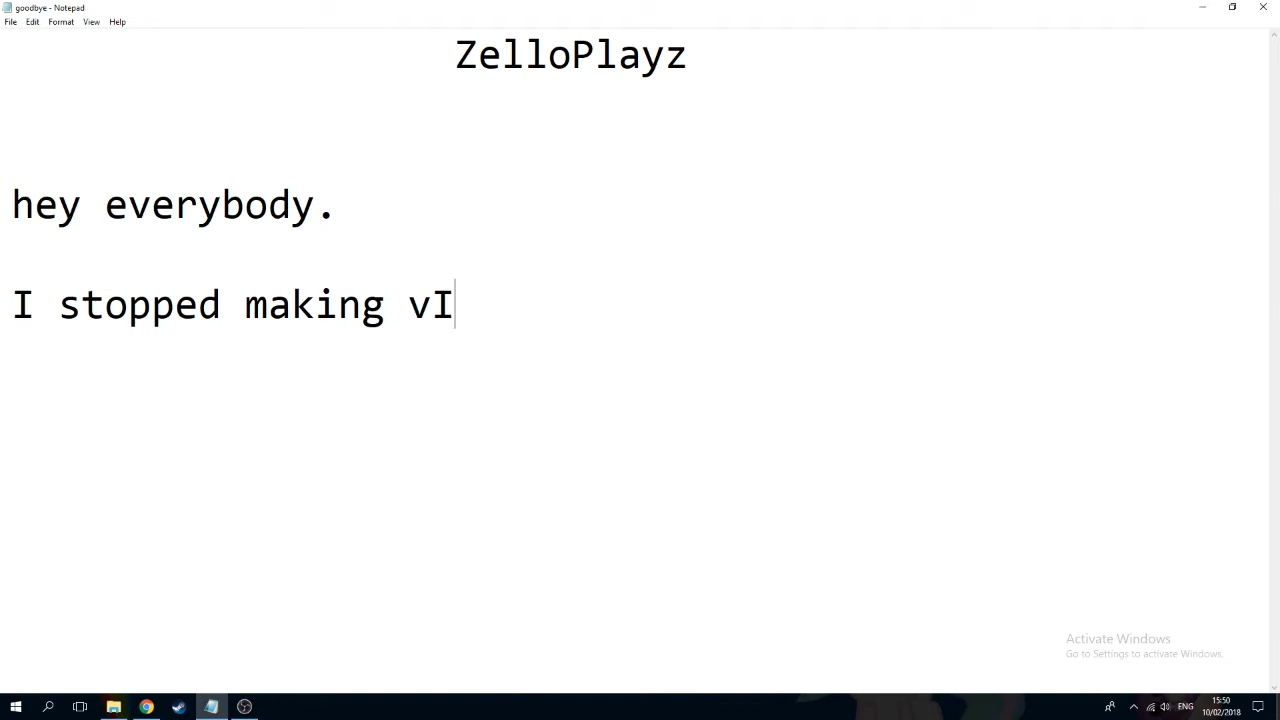 goodbye - Notepad
File Edit Format View Help
ZelloPlayz
hey everybody.
I stopped making vI
Activate Windows
Go to Settings to activate Windows.
ENG
15:50
10/02/2018